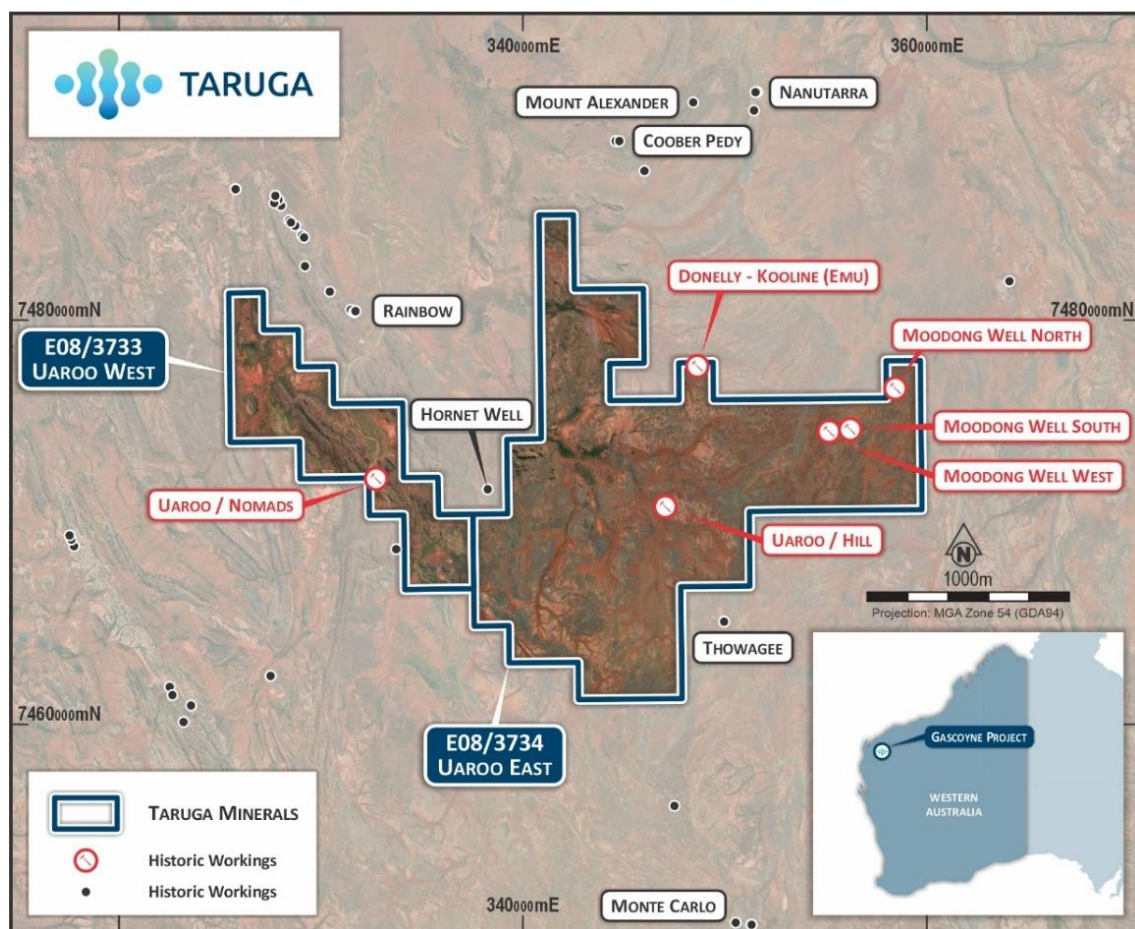 340000mE
360000mE
TARUGA
MOUNT ALEXANDER
NANUTARRA
COOBER PEDY
DONELLY - KOOLINE (EMU)
7480000mN
RAINBOW
7480000mN
MOODONG WELL NORTH
E08/3733
UAROO WEST
HORNET WELL
MOODONG WELL SOUTH
MOODONG WELL WEST
UAROO / NOMADS
UAROO / HILL
N
1000m
Projection: MGA Zone 54 (GDA94)
THOWAGEE
7460000mN
E08/3734
UAROO EAST
GASCOYNE PROJECT
WESTERN
AUSTRALIA
TARUGA MINERALS
Historic Workings
Historic Workings
340000mE
MONTE CARLO